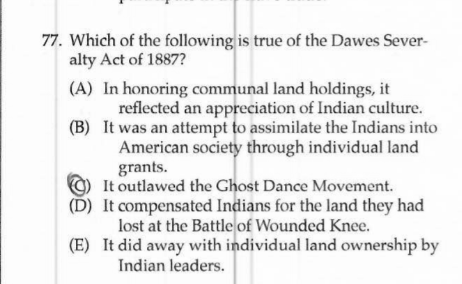 77. Which of the following is true of the Dawes Sever-
alty Act of 1887?
(A) In honoring communal land holdings, it
reflected an appreciation of Indian culture.
(B) It was an attempt to assimilate the Indians into
American society through individual land
grants.
(C) It outlawed the Ghost Dance Movement.
(D) It compensated Indians for the land they had
lost at the Battle of Wounded Knee.
(E) It did away with individual land ownership by
Indian leaders.